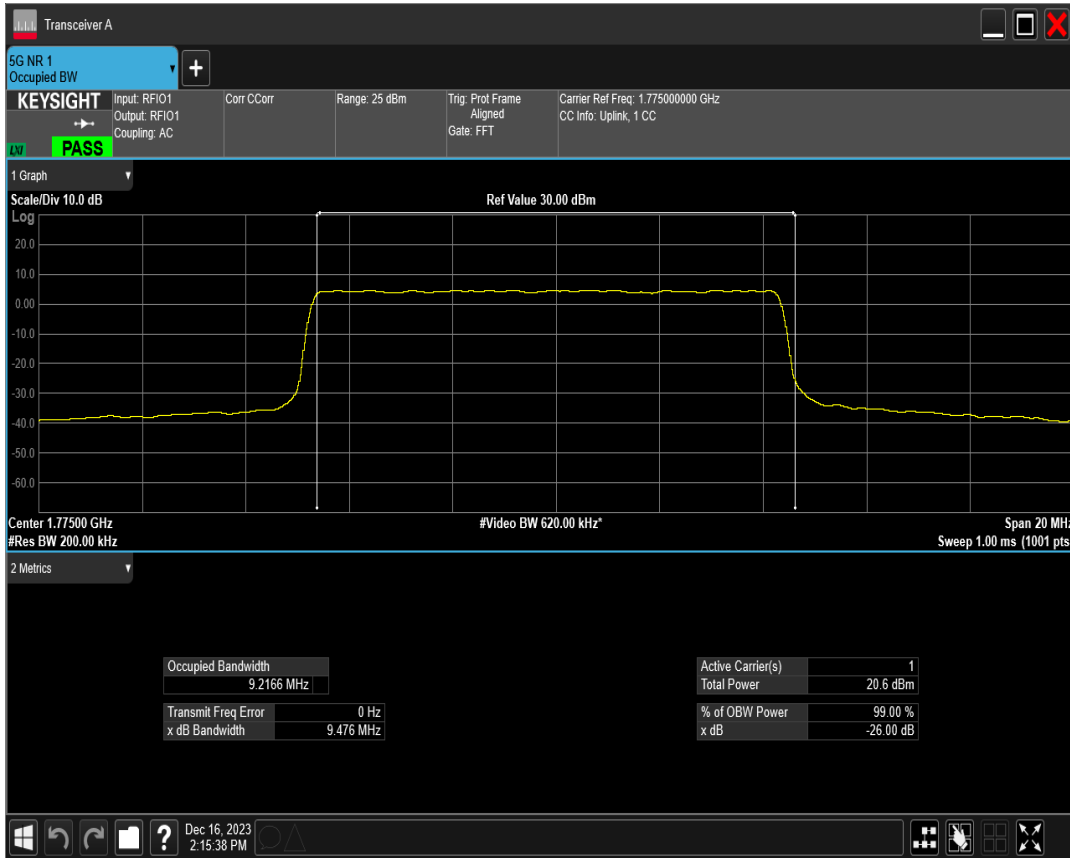 Transceiver A
5G NR 1
Occupied BW
+
KEYSIGHT
LXI
PASS
Input: RFIO1
Output: RFIO1
Coupling: AC
Corr CCorr
Range: 25 dBm
Trig: Prot Frame
Aligned
Gate: FFT
Carrier Ref Freq: 1.775000000 GHz
CC Info: Uplink, 1 CC
1 Graph
Scale/Div 10.0 dB
Ref Value 30.00 dBm
Log
20.0
10.0
0.00
-10.0
-20.0
-30.0
-40.0
-50.0
-60.0
Center 1.77500 GHz
#Video BW 620.00 kHz*
Span 20 MHz
#Res BW 200.00 kHz
Sweep 1.00 ms (1001 pts
2 Metrics
Occupied Bandwidth
9.2166 MHz
Transmit Freq Error 0 Hz
x dB Bandwidth 9.476 MHz
Active Carrier(s) 1
Total Power 20.6 dBm
% of OBW Power 99.00 %
x dB -26.00 dB
?
Dec 16, 2023
2:15:38 PM